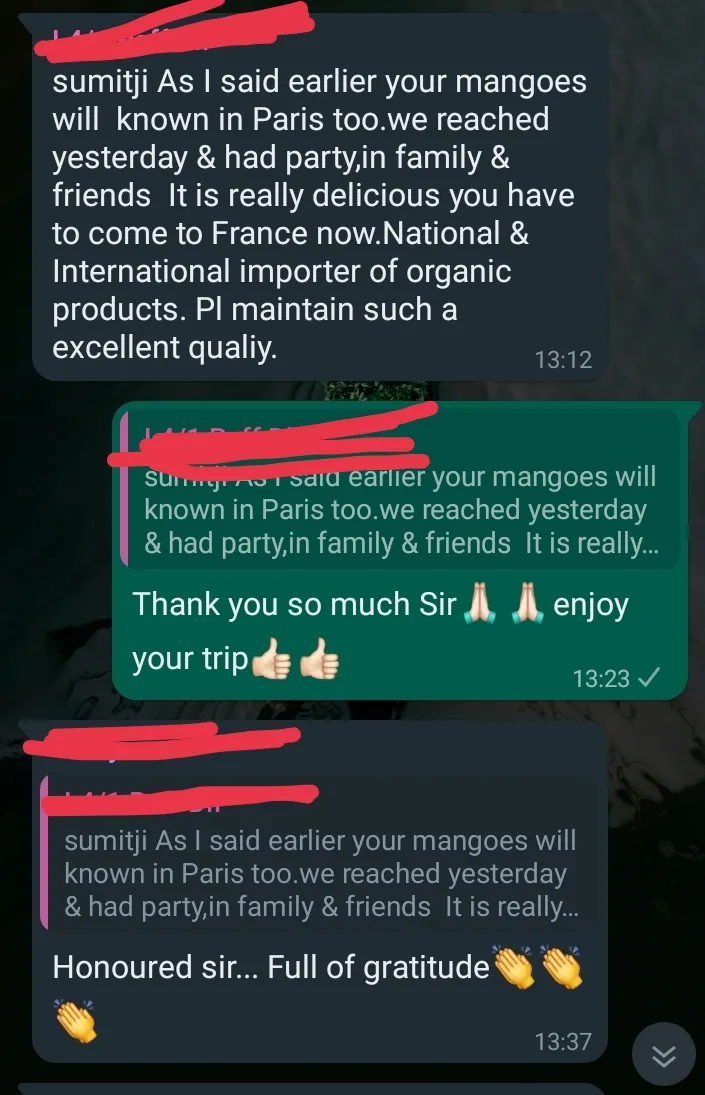 sumitji As I said earlier your mangoes
will known in Paris too.we reached
yesterday & had party,in family &
friends It is really delicious you have
to come to France now.National &
International importer of organic
products. Pl maintain such a
excellent qualiy.
13:12
sumitji As I said earlier your mangoes will
known in Paris too.we reached yesterday
& had party,in family & friends It is really...
Thank you so much Sir🙏🏻 🙏🏻 enjoy
your trip👍🏻 👍🏻
13:23
sumitji As I said earlier your mangoes will
known in Paris too.we reached yesterday
& had party,in family & friends It is really...
Honoured sir... Full of gratitude👏👏
👏
13:37